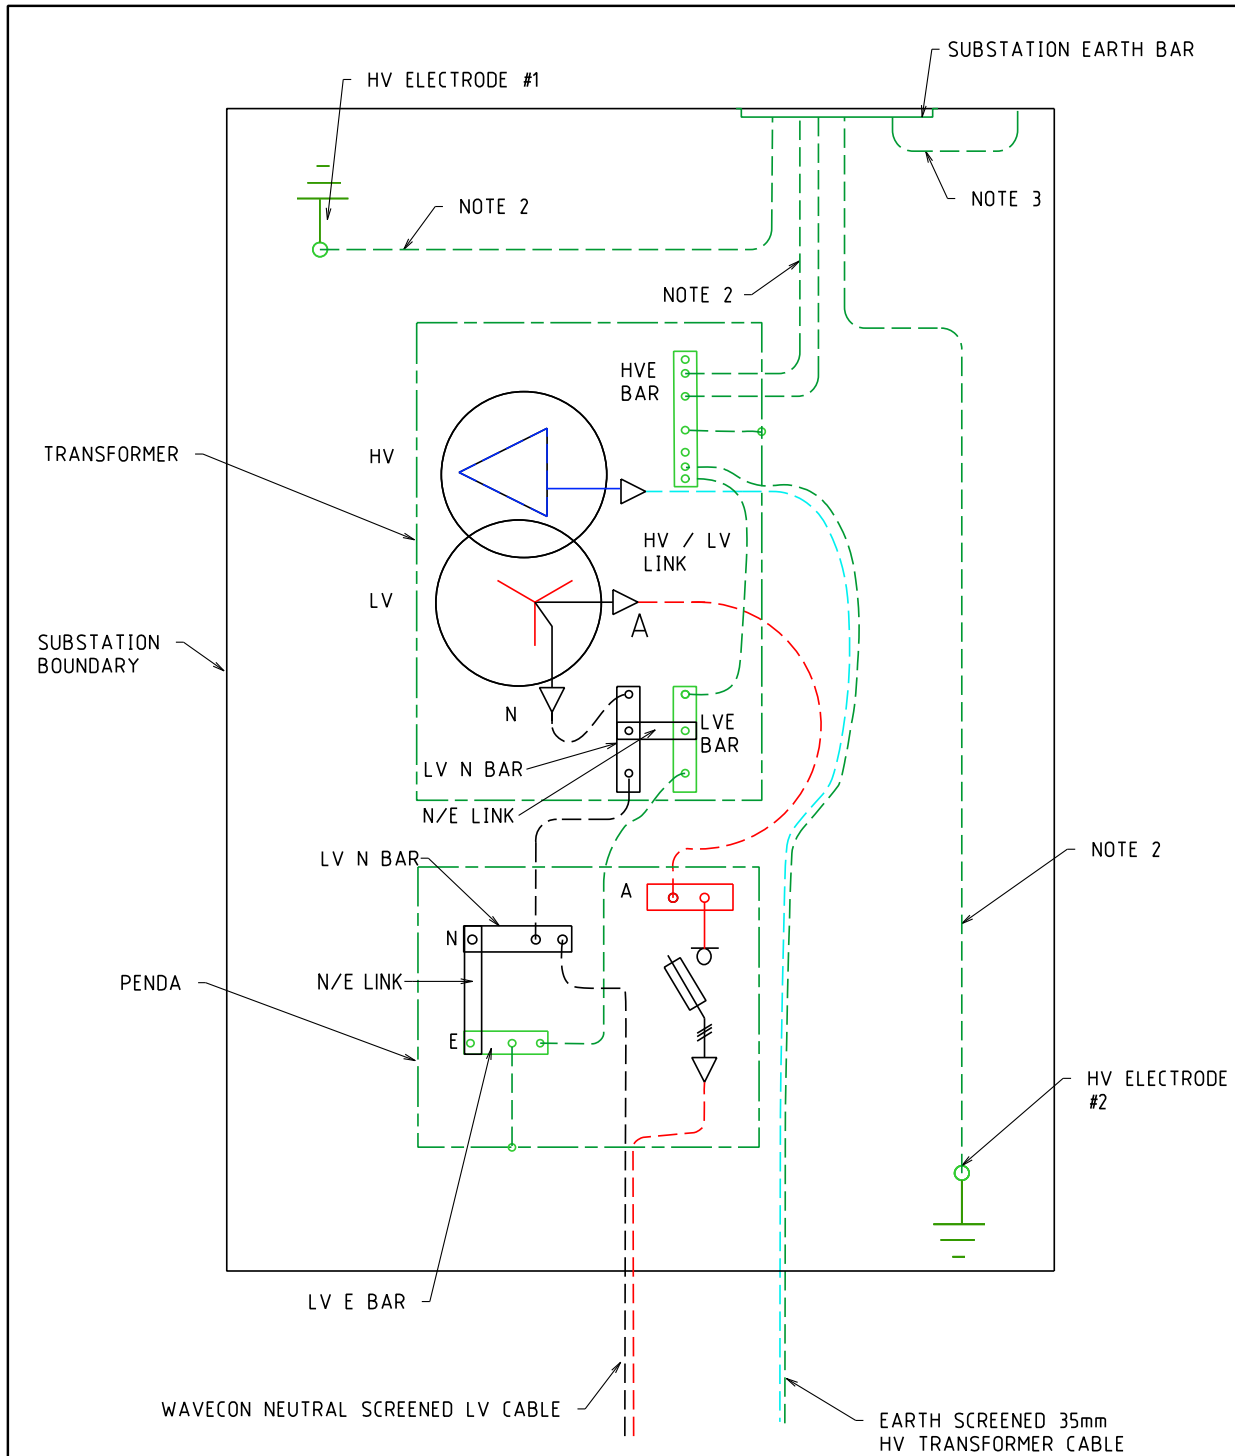 SUBSTATION EARTH BAR
HV ELECTRODE #1
NOTE 3
NOTE 2
NOTE 2
HVE
BAR
TRANSFORMER
HV
HV / LV
LINK
LV
A
SUBSTATION
BOUNDARY
N
LVE
BAR
LV N BAR
N/E LINK
LV N BAR
NOTE 2
A
N
PENDA
N/E LINK
E
HV ELECTRODE
#2
LV E BAR
WAVECON NEUTRAL SCREENED LV CABLE
EARTH SCREENED 35mm
HV TRANSFORMER CABLE